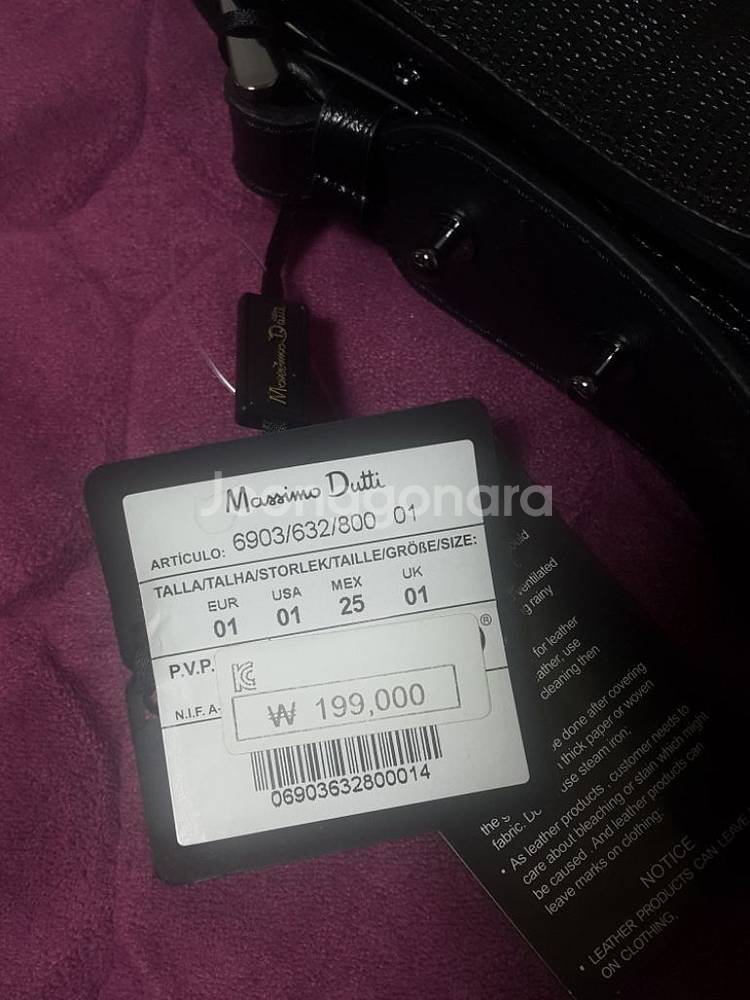 Massimo Dutti
Joonagonara
Massimo Dutti
ARTÍCULO: 6903/632/800 01
TALLA/TALHA/STORLEK/TAILLE/GRÖßE/SIZE:
EUR USA MEX UK
01 01 25 01
P.V.P. ®
KC
N.I.F. A-
₩ 199,000
06903632800014
ventilated
rainy
for leather
use
cleaning then
done after covering
thick paper or woven
use steam iron.
fabric.
• As leather products, customer needs to
care about bleaching or stain which might
be caused. And leather products can
leave marks on clothing.
NOTICE
• LEATHER PRODUCTS CAN LEAVE
ON CLOTHING.